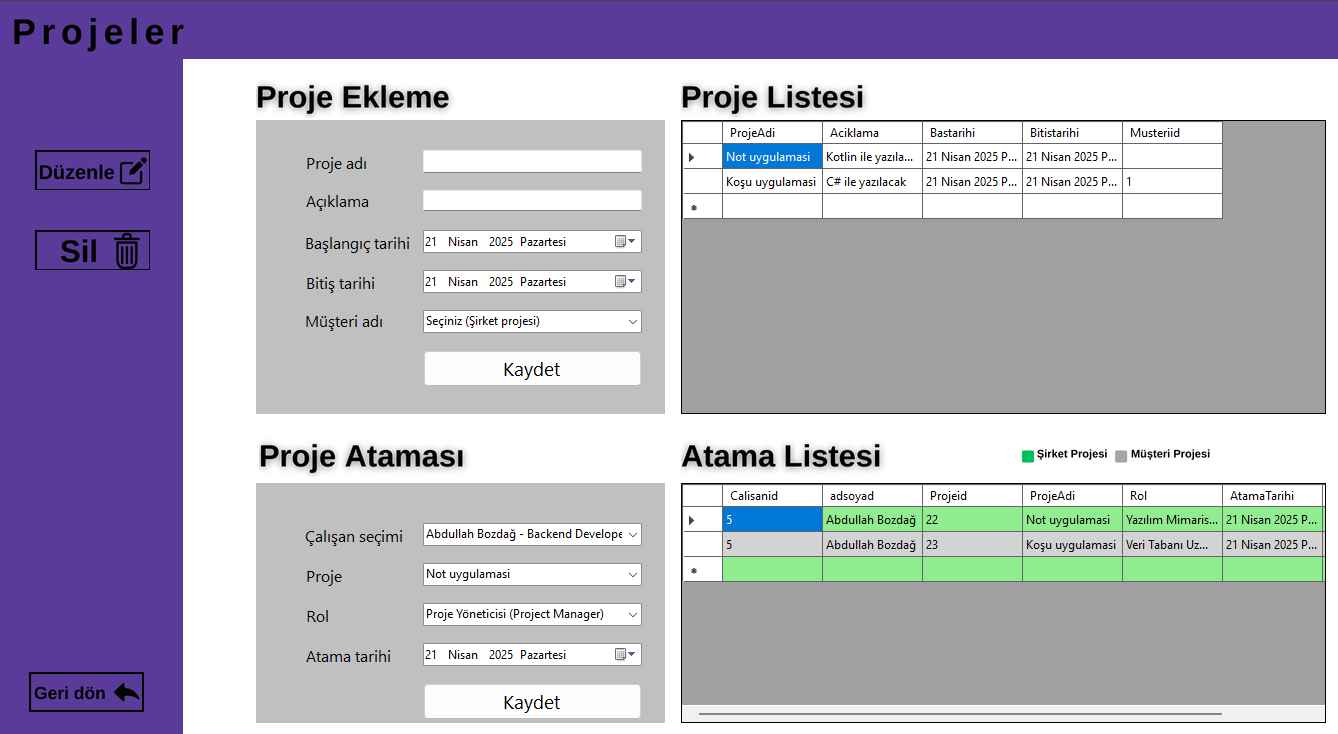 Projeler
Düzenle
Sil
Geri dön
Proje Ekleme
Proje adı
Açıklama
Başlangıç tarihi 21 Nisan 2025 Pazartesi
Bitiş tarihi 21 Nisan 2025 Pazartesi
Müşteri adı Seçiniz (Şirket projesi)
Kaydet
Proje Listesi
ProjeAdi Aciklama Bastarihi Bitistarihi Musteriid
Not uygulamasi Kotlin ile yazıla... 21 Nisan 2025 P... 21 Nisan 2025 P...
Koşu uygulamasi C# ile yazılacak 21 Nisan 2025 P... 21 Nisan 2025 P... 1
Proje Ataması
Çalışan seçimi Abdullah Bozdağ - Backend Develope
Proje Not uygulamasi
Rol Proje Yöneticisi (Project Manager)
Atama tarihi 21 Nisan 2025 Pazartesi
Kaydet
Atama Listesi
Şirket Projesi Müşteri Projesi
Calisanid adsoyad Projeid ProjeAdi Rol AtamaTarihi
5 Abdullah Bozdağ 22 Not uygulamasi Yazılım Mimaris... 21 Nisan 2025 P...
5 Abdullah Bozdağ 23 Koşu uygulamasi Veri Tabanı Uz... 21 Nisan 2025 P...